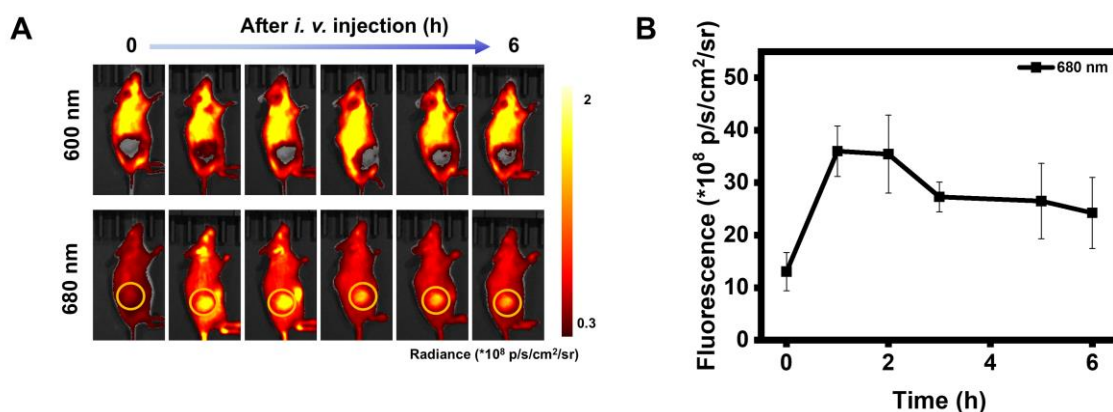 A
After i. v. injection (h)
0
6
600 nm
680 nm
2
0.3
Radiance (*10⁸ p/s/cm²/sr)
B
680 nm
50
40
30
20
10
0
Fluorescence (*10⁸ p/s/cm²/sr)
0 2 4 6
Time (h)